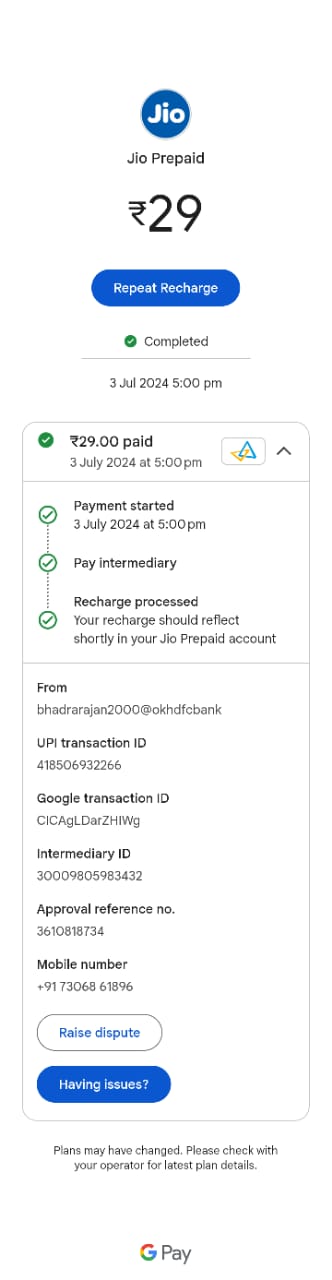 Jio
Jio Prepaid
₹29
Repeat Recharge
Completed
3 Jul 2024 5:00 pm
₹29.00 paid
3 July 2024 at 5:00 pm
Payment started
3 July 2024 at 5:00 pm
Pay intermediary
Recharge processed
Your recharge should reflect
shortly in your Jio Prepaid account
From
bhadrarajan2000@okhdfcbank
UPI transaction ID
418506932266
Google transaction ID
CICAgLDarZHIWg
Intermediary ID
30009805983432
Approval reference no.
3610818734
Mobile number
+91 73068 61896
Raise dispute
Having issues?
Plans may have changed. Please check with
your operator for latest plan details.
G Pay